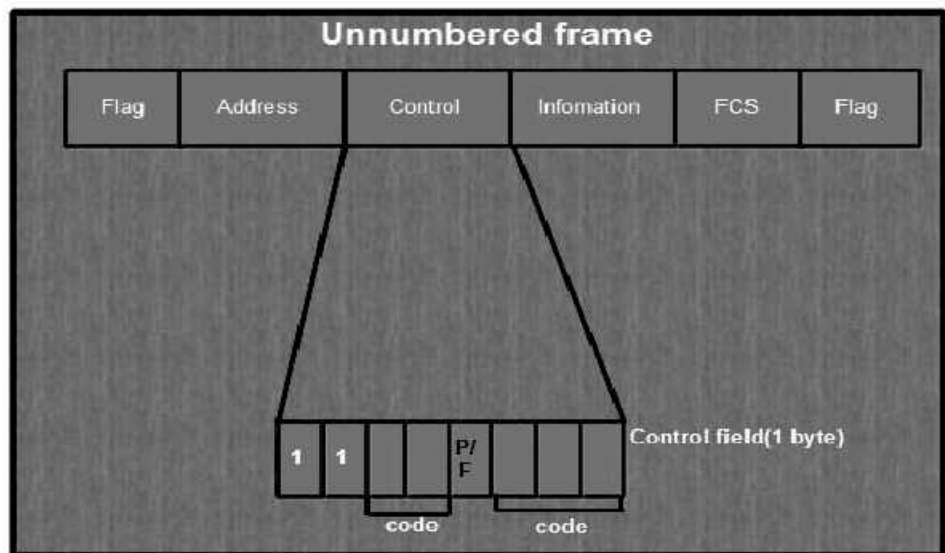 Unnumbered frame
Flag Address Control Infomation FCS Flag
1 1 P/F
Control field(1 byte)
code code